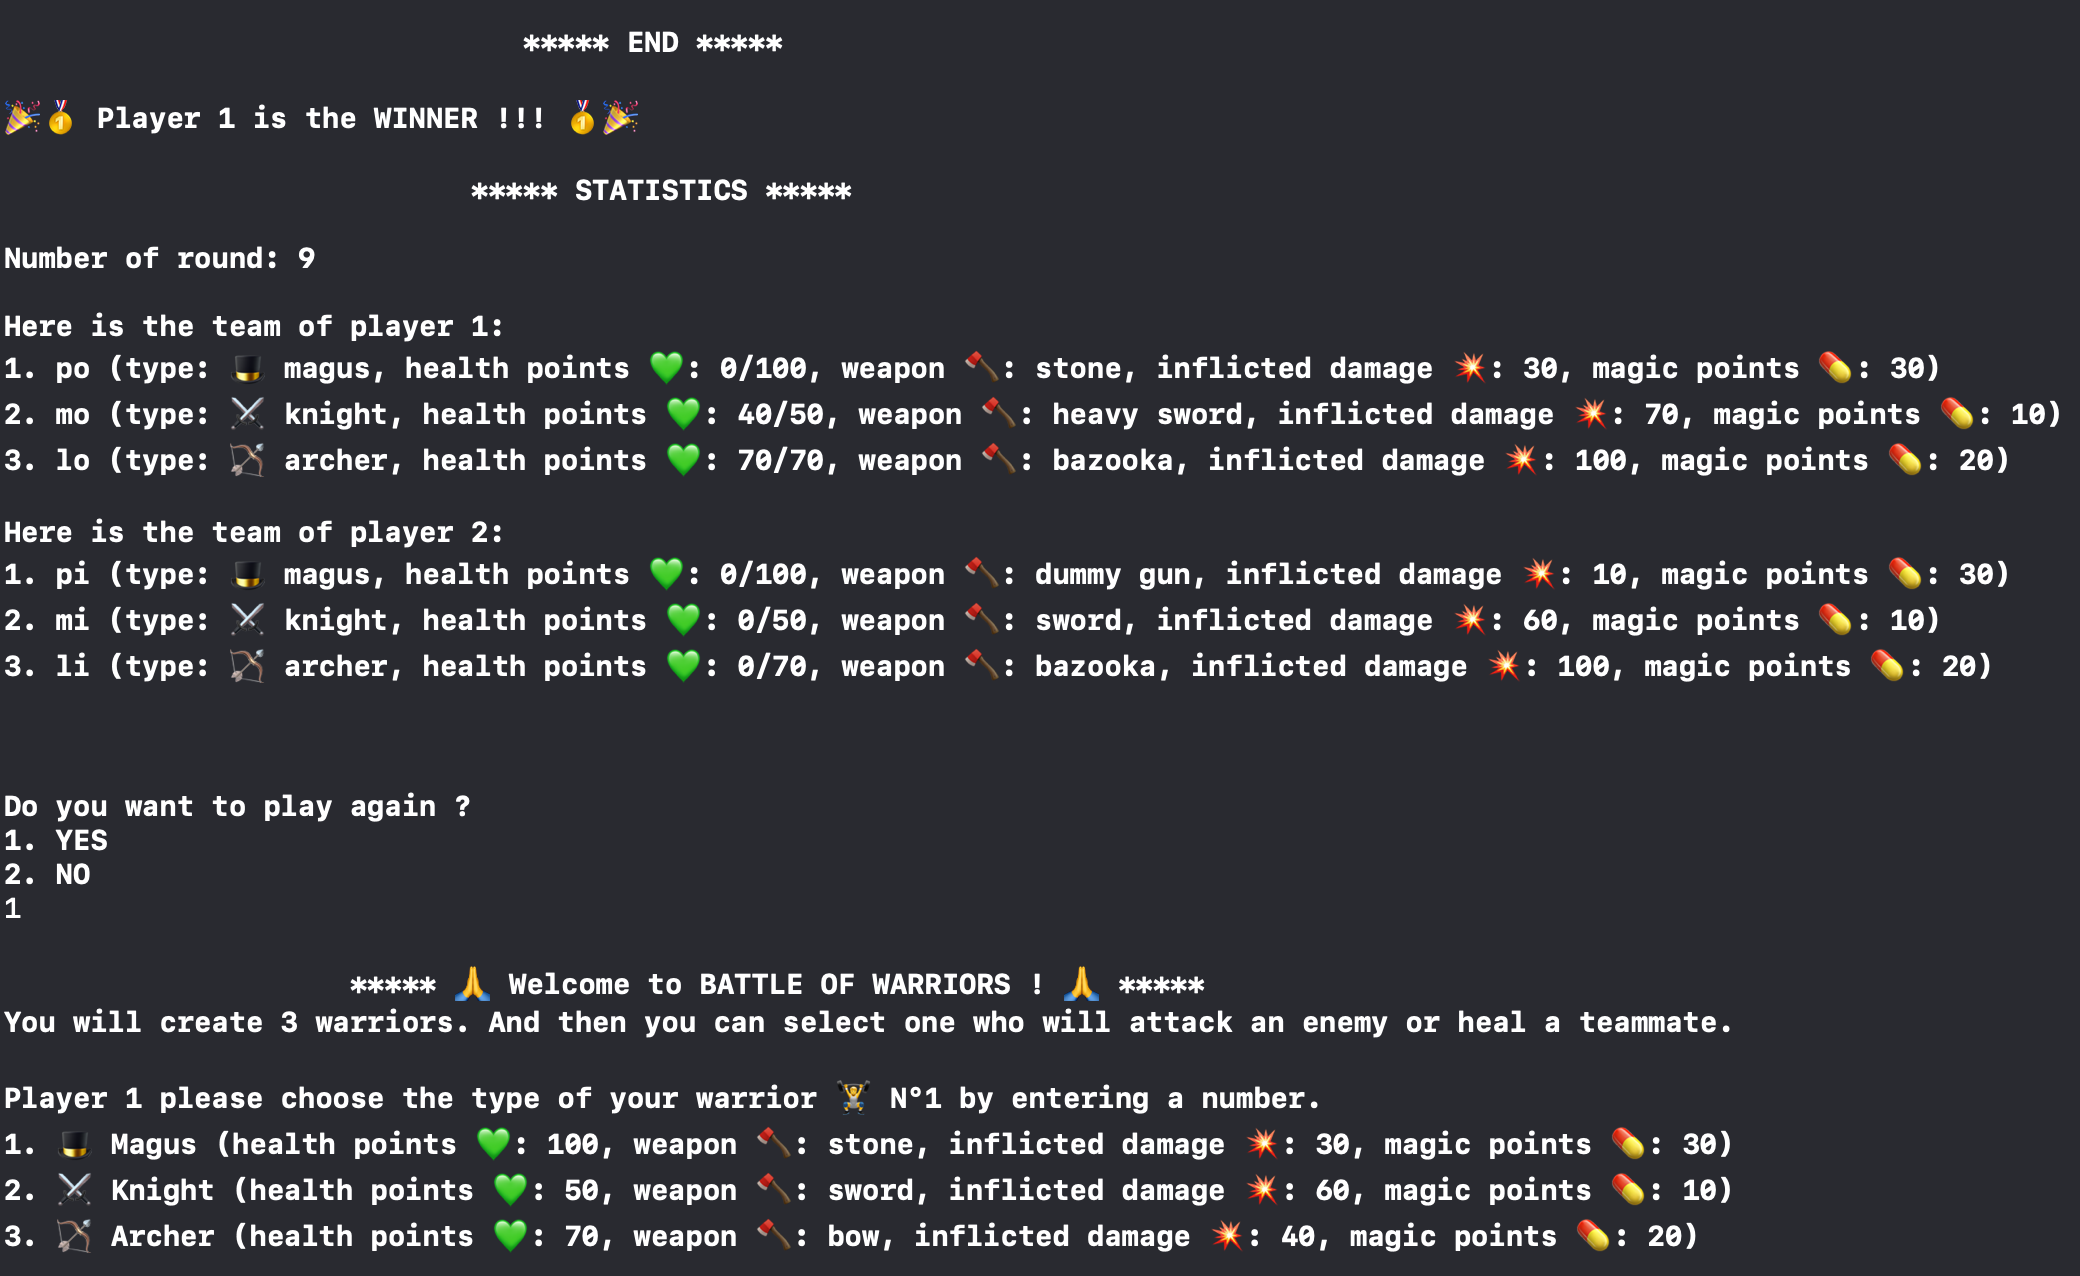 ***** END *****
🎉🥇 Player 1 is the WINNER !!! 🥇🎉
***** STATISTICS *****
Number of round: 9
Here is the team of player 1:
1. po (type: 🎩 magus, health points 💚: 0/100, weapon 🪓: stone, inflicted damage 💥: 30, magic points 💊: 30)
2. mo (type: ⚔️ knight, health points 💚: 40/50, weapon 🪓: heavy sword, inflicted damage 💥: 70, magic points 💊: 10)
3. lo (type: 🏹 archer, health points 💚: 70/70, weapon 🪓: bazooka, inflicted damage 💥: 100, magic points 💊: 20)
Here is the team of player 2:
1. pi (type: 🎩 magus, health points 💚: 0/100, weapon 🪓: dummy gun, inflicted damage 💥: 10, magic points 💊: 30)
2. mi (type: ⚔️ knight, health points 💚: 0/50, weapon 🪓: sword, inflicted damage 💥: 60, magic points 💊: 10)
3. li (type: 🏹 archer, health points 💚: 0/70, weapon 🪓: bazooka, inflicted damage 💥: 100, magic points 💊: 20)
Do you want to play again ?
1. YES
2. NO
1
***** 🙏 Welcome to BATTLE OF WARRIORS ! 🙏 *****
You will create 3 warriors. And then you can select one who will attack an enemy or heal a teammate.
Player 1 please choose the type of your warrior 🏋️ N°1 by entering a number.
1. 🎩 Magus (health points 💚: 100, weapon 🪓: stone, inflicted damage 💥: 30, magic points 💊: 30)
2. ⚔️ Knight (health points 💚: 50, weapon 🪓: sword, inflicted damage 💥: 60, magic points 💊: 10)
3. 🏹 Archer (health points 💚: 70, weapon 🪓: bow, inflicted damage 💥: 40, magic points 💊: 20)